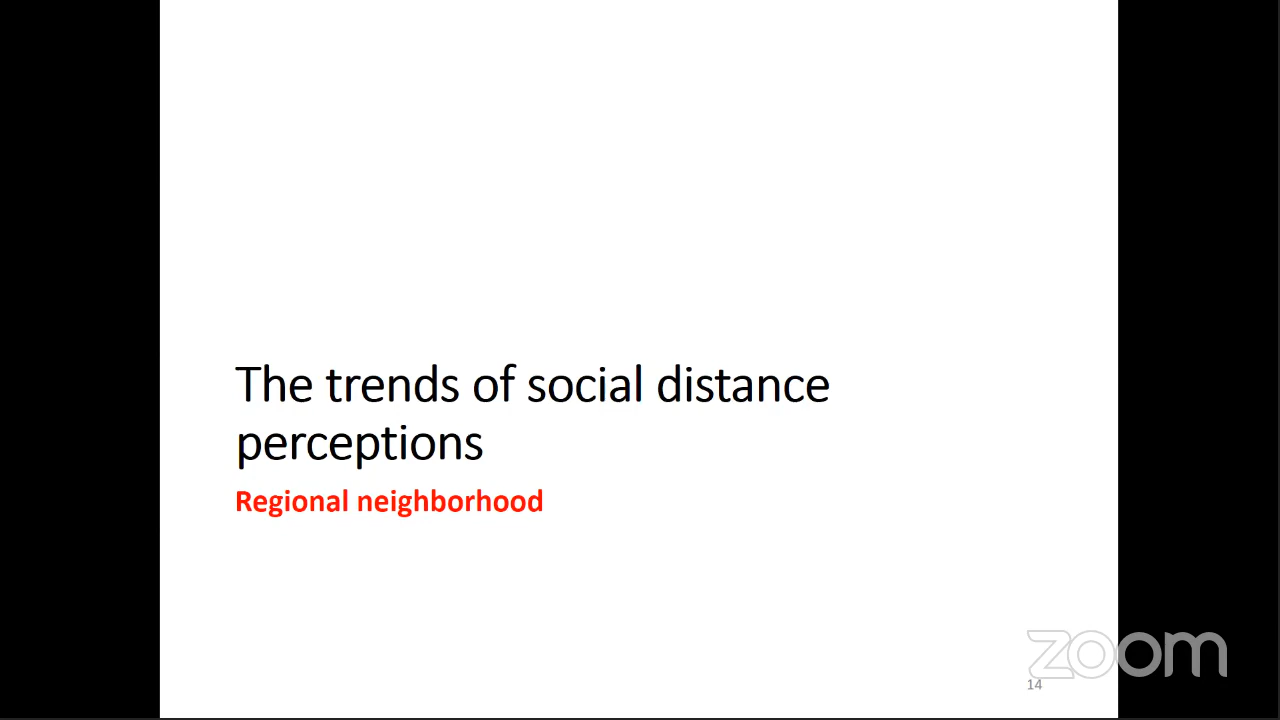 The trends of social distance
perceptions
Regional neighborhood
zoom
14